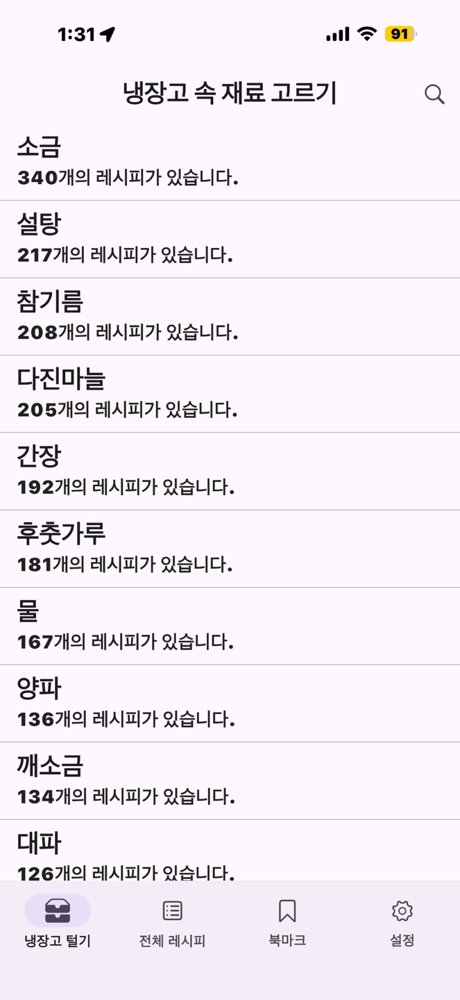 1:31
91
냉장고 속 재료 고르기
소금
340개의 레시피가 있습니다.
설탕
217개의 레시피가 있습니다.
참기름
208개의 레시피가 있습니다.
다진마늘
205개의 레시피가 있습니다.
간장
192개의 레시피가 있습니다.
후춧가루
181개의 레시피가 있습니다.
물
167개의 레시피가 있습니다.
양파
136개의 레시피가 있습니다.
깨소금
134개의 레시피가 있습니다.
대파
126개의 레시피가 있습니다.
냉장고 털기
전체 레시피
북마크
설정